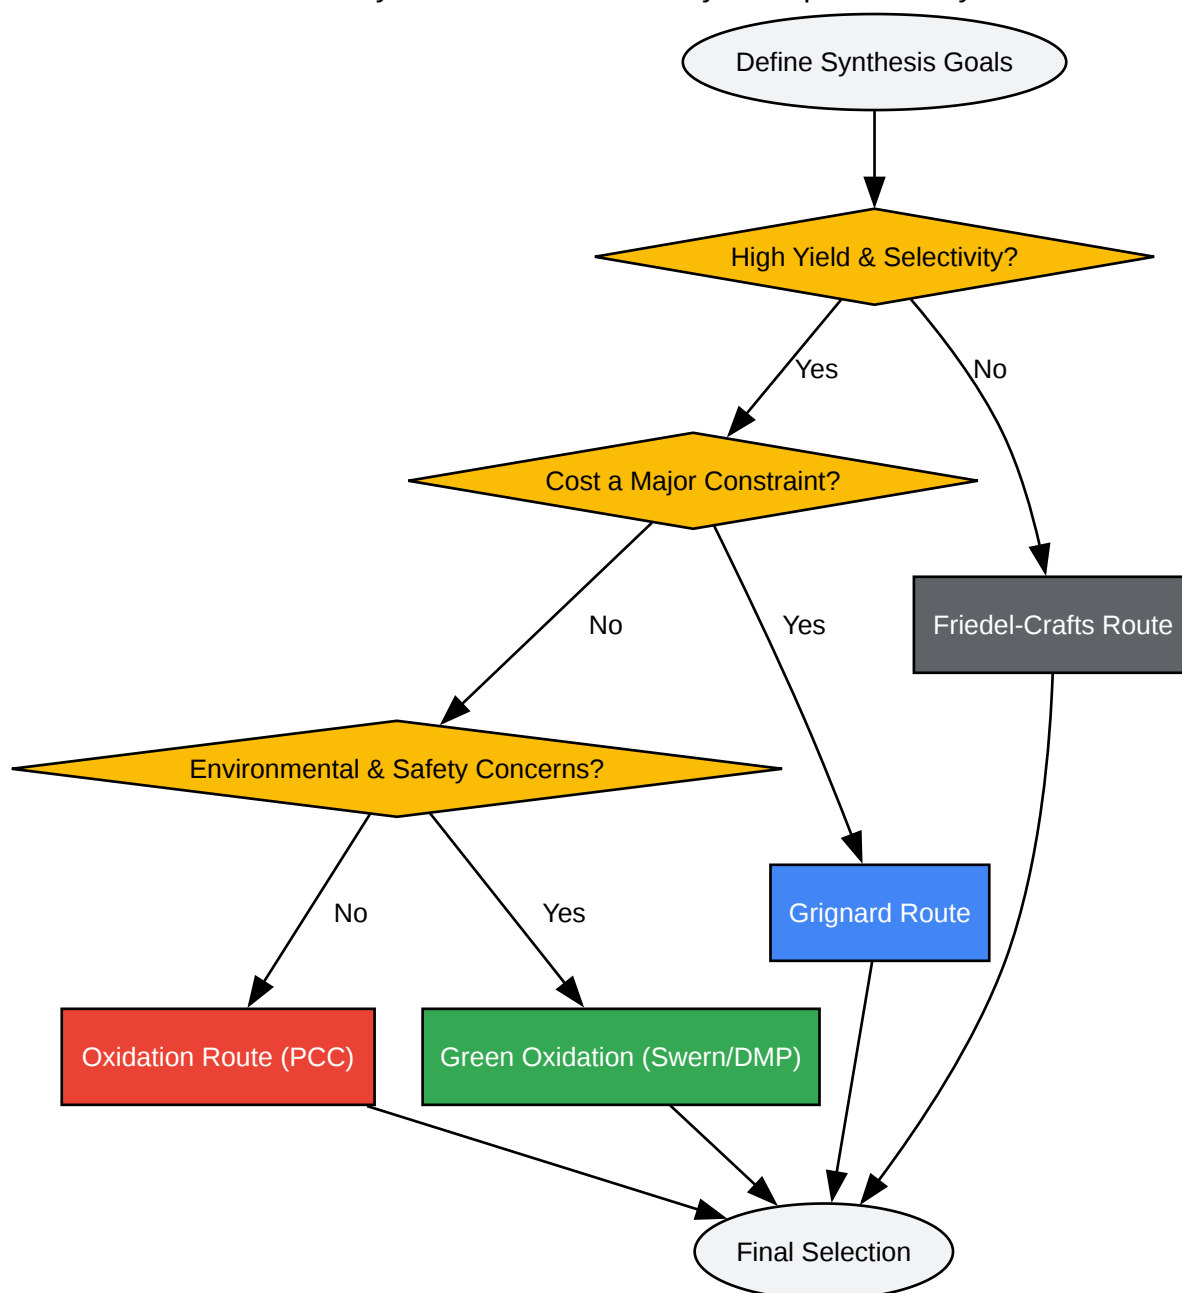 Define Synthesis Goals
High Yield & Selectivity?
Yes
No
Cost a Major Constraint?
No
Yes
Friedel-Crafts Route
Environmental & Safety Concerns?
No
Yes
Grignard Route
Oxidation Route (PCC)
Green Oxidation (Swern/DMP)
Final Selection